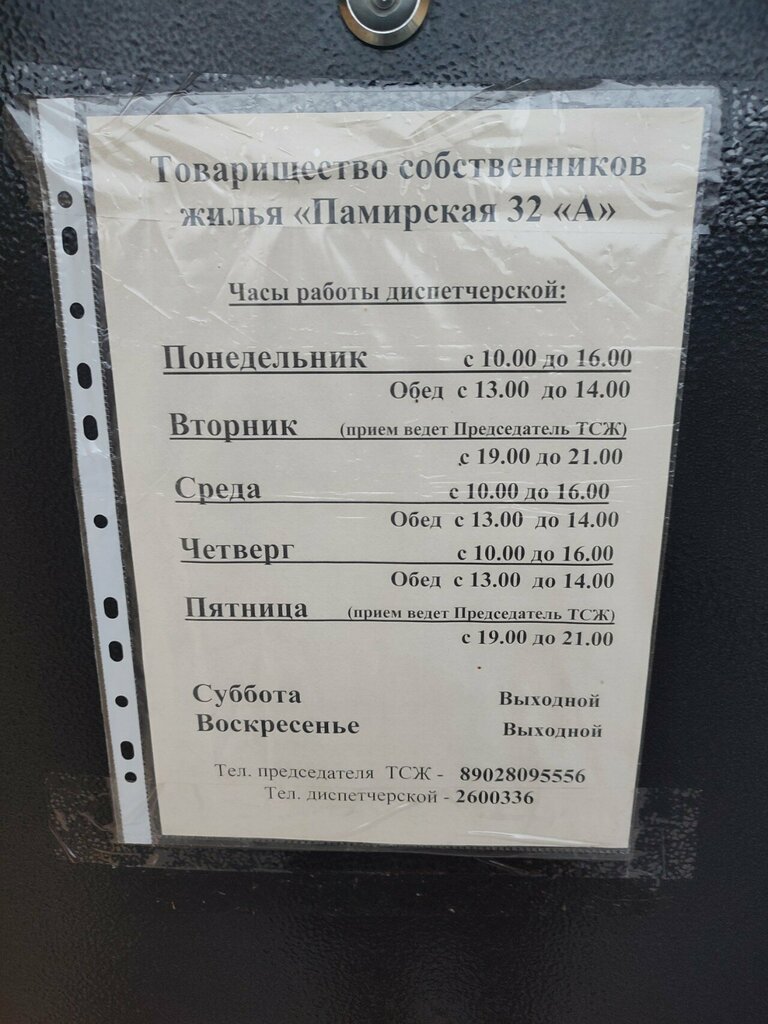 Товарищество собственников
жилья «Памирская 32 «А»
Часы работы диспетчерской:
Понедельник с 10.00 до 16.00
Обед с 13.00 до 14.00
Вторник (прием ведет Председатель ТСЖ)
с 19.00 до 21.00
Среда с 10.00 до 16.00
Обед с 13.00 до 14.00
Четверг с 10.00 до 16.00
Обед с 13.00 до 14.00
Пятница (прием ведет Председатель ТСЖ)
с 19.00 до 21.00
Суббота Выходной
Воскресенье Выходной
Тел. председателя ТСЖ - 89028095556
Тел. диспетчерской - 2600336